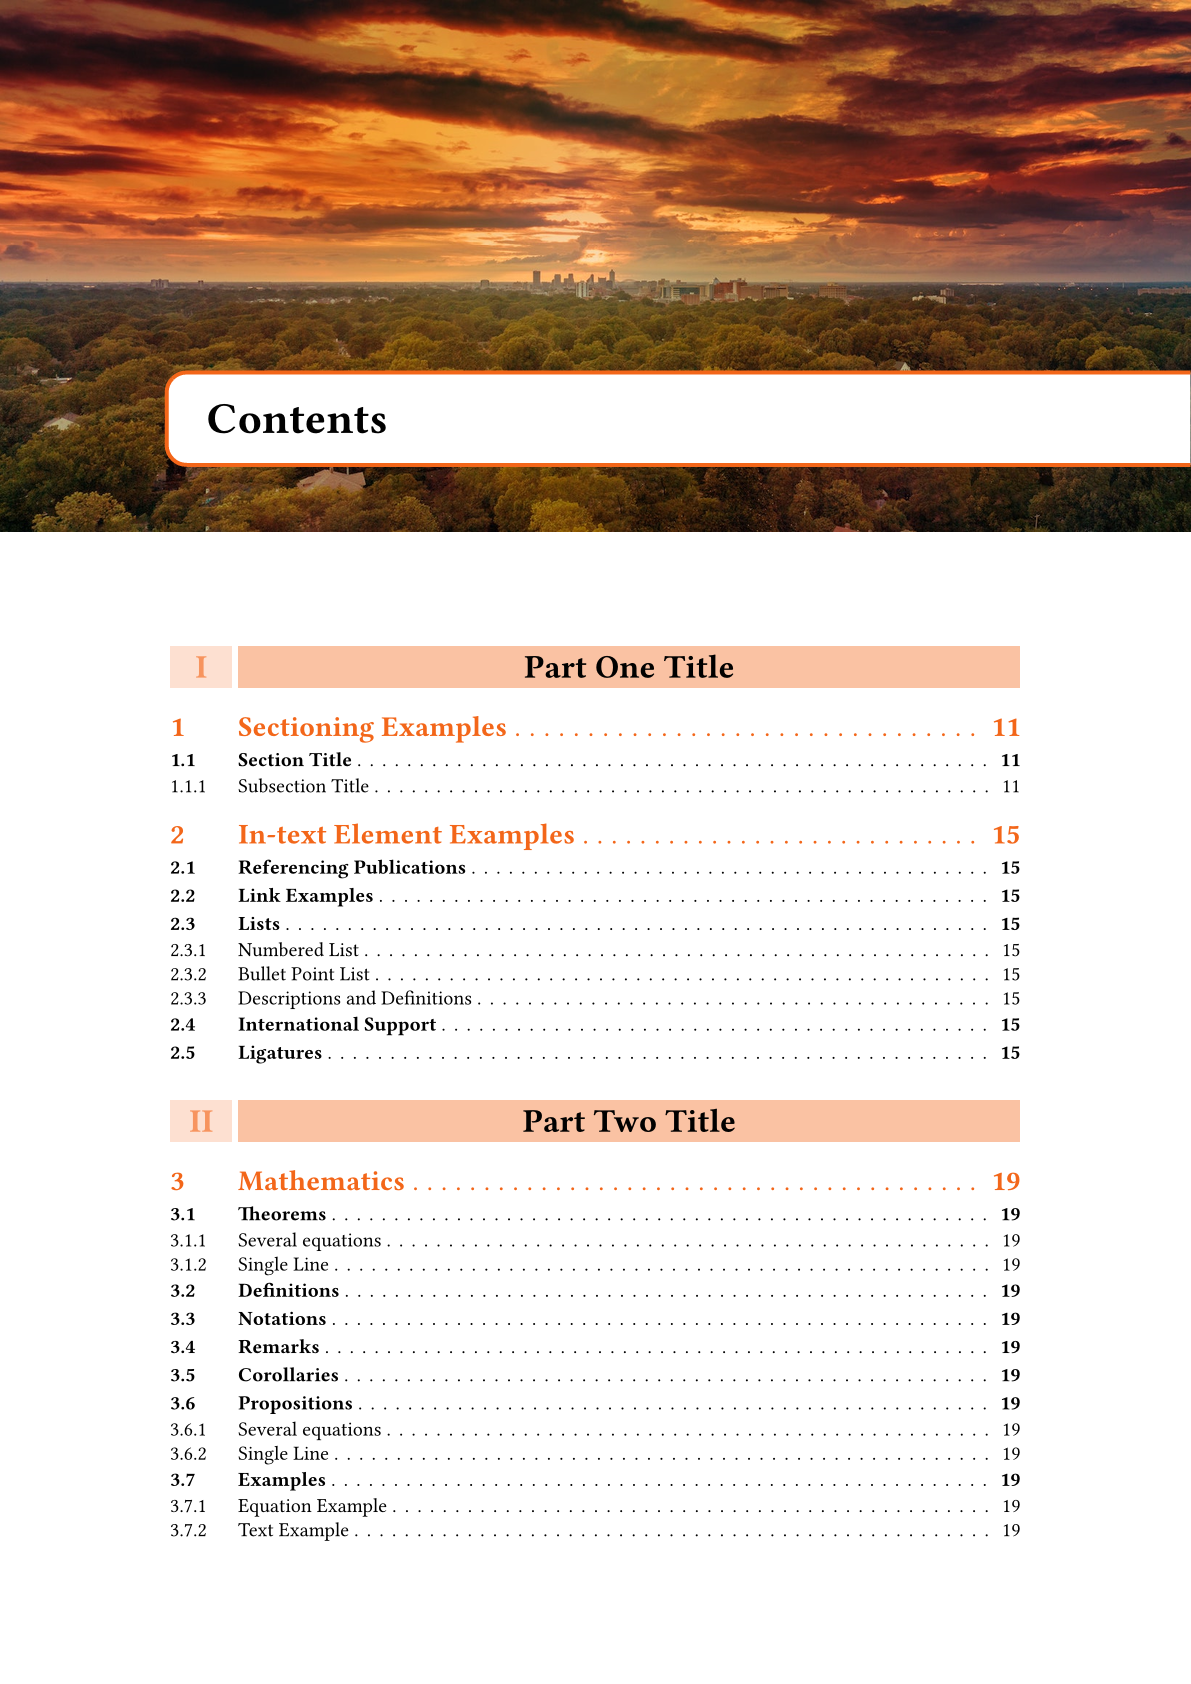 Contents
I Part One Title
1 Sectioning Examples . . . . . . . . . . . . . . . . . . . . . . . . . . . . . . . . 11
1.1 Section Title . . . . . . . . . . . . . . . . . . . . . . . . . . . . . . . . . . . . . . . . . . . . . . . . . . . 11
1.1.1 Subsection Title . . . . . . . . . . . . . . . . . . . . . . . . . . . . . . . . . . . . . . . . . . . . . . . . . . 11
2 In-text Element Examples . . . . . . . . . . . . . . . . . . . . . . . . . . . 15
2.1 Referencing Publications . . . . . . . . . . . . . . . . . . . . . . . . . . . . . . . . . . . . . . . . . . 15
2.2 Link Examples . . . . . . . . . . . . . . . . . . . . . . . . . . . . . . . . . . . . . . . . . . . . . . . . . . 15
2.3 Lists . . . . . . . . . . . . . . . . . . . . . . . . . . . . . . . . . . . . . . . . . . . . . . . . . . . . . . . . . 15
2.3.1 Numbered List . . . . . . . . . . . . . . . . . . . . . . . . . . . . . . . . . . . . . . . . . . . . . . . . . . . 15
2.3.2 Bullet Point List . . . . . . . . . . . . . . . . . . . . . . . . . . . . . . . . . . . . . . . . . . . . . . . . . . 15
2.3.3 Descriptions and Definitions . . . . . . . . . . . . . . . . . . . . . . . . . . . . . . . . . . . . . . . . . . 15
2.4 International Support . . . . . . . . . . . . . . . . . . . . . . . . . . . . . . . . . . . . . . . . . . . . . 15
2.5 Ligatures . . . . . . . . . . . . . . . . . . . . . . . . . . . . . . . . . . . . . . . . . . . . . . . . . . . . . . 15
II Part Two Title
3 Mathematics . . . . . . . . . . . . . . . . . . . . . . . . . . . . . . . . . . . . . . . 19
3.1 Theorems . . . . . . . . . . . . . . . . . . . . . . . . . . . . . . . . . . . . . . . . . . . . . . . . . . . . . 19
3.1.1 Several equations . . . . . . . . . . . . . . . . . . . . . . . . . . . . . . . . . . . . . . . . . . . . . . . . . 19
3.1.2 Single Line . . . . . . . . . . . . . . . . . . . . . . . . . . . . . . . . . . . . . . . . . . . . . . . . . . . . . 19
3.2 Definitions . . . . . . . . . . . . . . . . . . . . . . . . . . . . . . . . . . . . . . . . . . . . . . . . . . . . 19
3.3 Notations . . . . . . . . . . . . . . . . . . . . . . . . . . . . . . . . . . . . . . . . . . . . . . . . . . . . . 19
3.4 Remarks . . . . . . . . . . . . . . . . . . . . . . . . . . . . . . . . . . . . . . . . . . . . . . . . . . . . . . 19
3.5 Corollaries . . . . . . . . . . . . . . . . . . . . . . . . . . . . . . . . . . . . . . . . . . . . . . . . . . . . 19
3.6 Propositions . . . . . . . . . . . . . . . . . . . . . . . . . . . . . . . . . . . . . . . . . . . . . . . . . . . 19
3.6.1 Several equations . . . . . . . . . . . . . . . . . . . . . . . . . . . . . . . . . . . . . . . . . . . . . . . . . 19
3.6.2 Single Line . . . . . . . . . . . . . . . . . . . . . . . . . . . . . . . . . . . . . . . . . . . . . . . . . . . . . 19
3.7 Examples . . . . . . . . . . . . . . . . . . . . . . . . . . . . . . . . . . . . . . . . . . . . . . . . . . . . . 19
3.7.1 Equation Example . . . . . . . . . . . . . . . . . . . . . . . . . . . . . . . . . . . . . . . . . . . . . . . . 19
3.7.2 Text Example . . . . . . . . . . . . . . . . . . . . . . . . . . . . . . . . . . . . . . . . . . . . . . . . . . . . 19